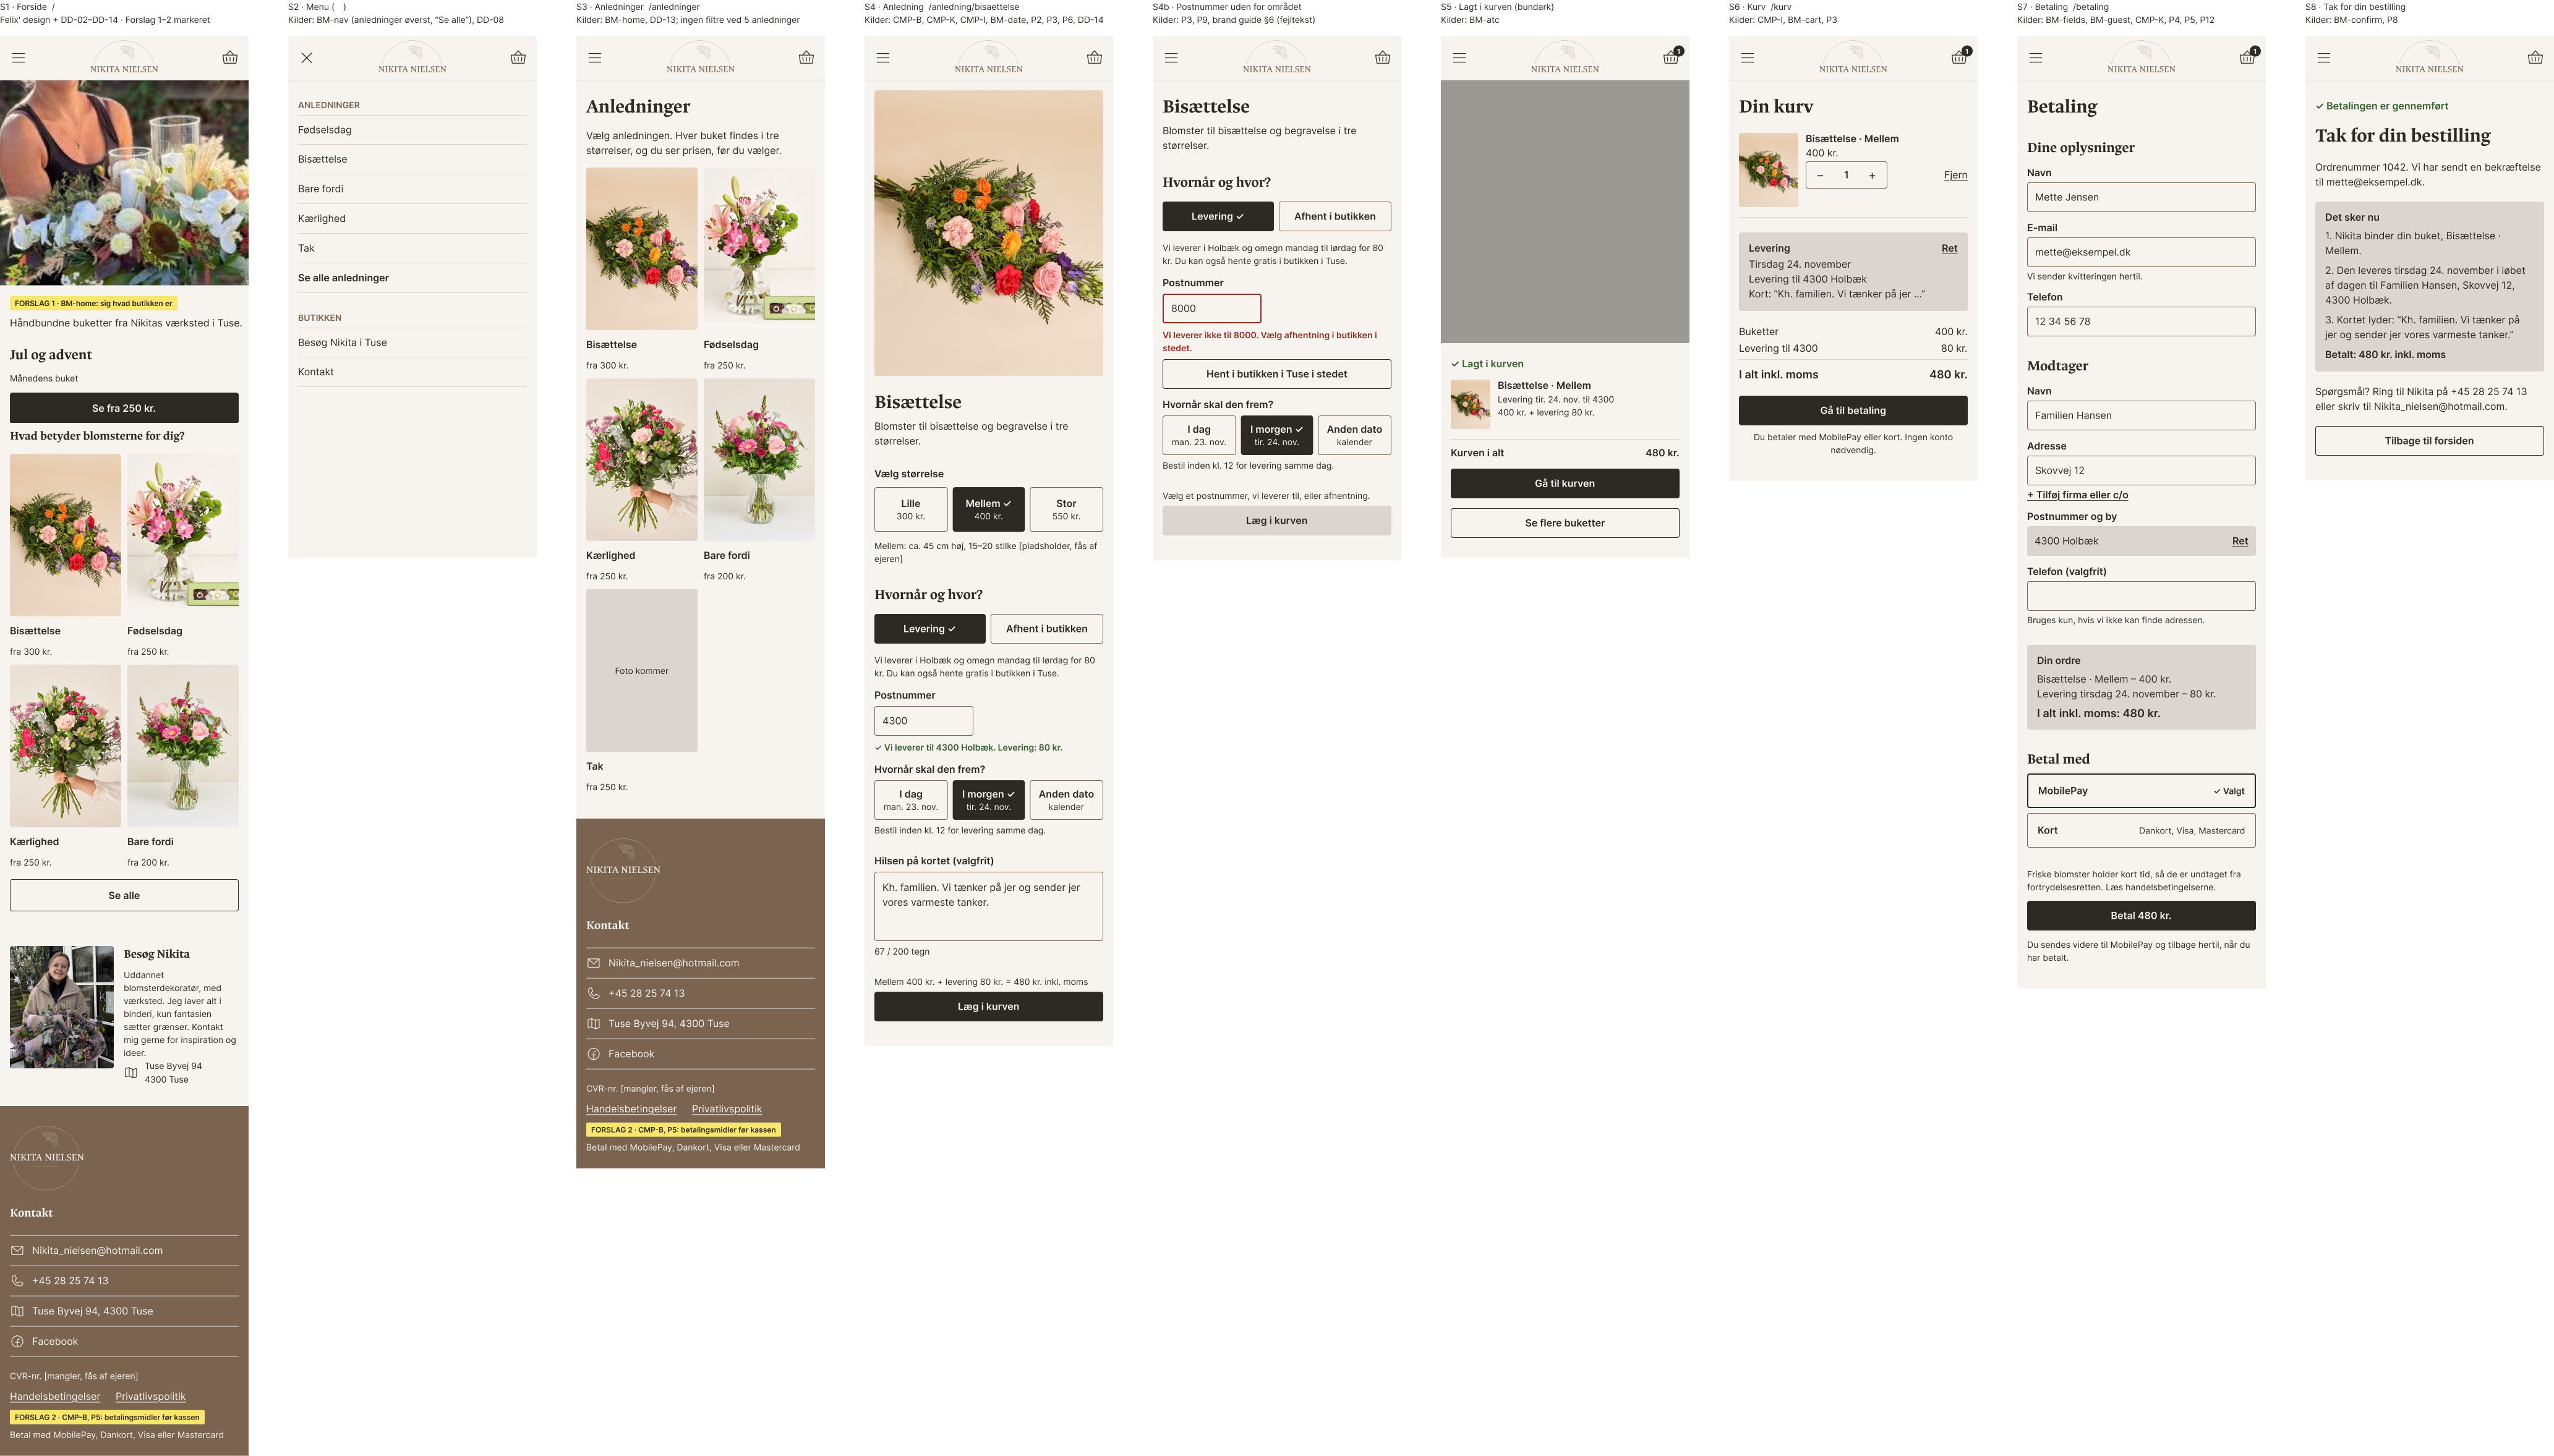 S1 · Forside /
Felix' design + DD-02–DD-14 · Forslag 1–2 markeret
NIKITA NIELSEN
FORSLAG 1 · BM-home: sig hvad butikken er
Håndbundne buketter fra Nikitas værksted i Tuse.
Jul og advent
Månedens buket
Se fra 250 kr.
Hvad betyder blomsterne for dig?
Bisættelse
fra 300 kr.
Fødselsdag
fra 250 kr.
Kærlighed
fra 250 kr.
Bare fordi
fra 200 kr.
Se alle
Besøg Nikita
Uddannet
blomsterdekoratør, med
værksted. Jeg laver alt i
binderi, kun fantasien
sætter grænser. Kontakt
mig gerne for inspiration og
ideer.
Tuse Byvej 94
4300 Tuse
NIKITA NIELSEN
Kontakt
Nikita_nielsen@hotmail.com
+45 28 25 74 13
Tuse Byvej 94, 4300 Tuse
Facebook
CVR-nr. [mangler, fås af ejeren]
Handelsbetingelser Privatlivspolitik
FORSLAG 2 · CMP-B, P5: betalingsmidler før kassen
Betal med MobilePay, Dankort, Visa eller Mastercard
S2 · Menu ( )
Kilder: BM-nav (anledninger øverst, "Se alle"), DD-08
NIKITA NIELSEN
ANLEDNINGER
Fødselsdag
Bisættelse
Bare fordi
Kærlighed
Tak
Se alle anledninger
BUTIKKEN
Besøg Nikita i Tuse
Kontakt
S3 · Anledninger /anledninger
Kilder: BM-home, DD-13; ingen filtre ved 5 anledninger
NIKITA NIELSEN
Anledninger
Vælg anledningen. Hver buket findes i tre
størrelser, og du ser prisen, før du vælger.
Bisættelse
fra 300 kr.
Fødselsdag
fra 250 kr.
Kærlighed
fra 250 kr.
Bare fordi
fra 200 kr.
Foto kommer
Tak
fra 250 kr.
NIKITA NIELSEN
Kontakt
Nikita_nielsen@hotmail.com
+45 28 25 74 13
Tuse Byvej 94, 4300 Tuse
Facebook
CVR-nr. [mangler, fås af ejeren]
Handelsbetingelser Privatlivspolitik
FORSLAG 2 · CMP-B, P5: betalingsmidler før kassen
Betal med MobilePay, Dankort, Visa eller Mastercard
S4 · Anledning /anledning/bisaettelse
Kilder: CMP-B, CMP-K, CMP-I, BM-date, P2, P3, P6, DD-14
NIKITA NIELSEN
Bisættelse
Blomster til bisættelse og begravelse i tre
størrelser.
Vælg størrelse
Lille
300 kr.
Mellem ✓
400 kr.
Stor
550 kr.
Mellem: ca. 45 cm høj, 15–20 stilke [pladsholder, fås af
ejeren]
Hvornår og hvor?
Levering ✓
Afhent i butikken
Vi leverer i Holbæk og omegn mandag til lørdag for 80
kr. Du kan også hente gratis i butikken i Tuse.
Postnummer
4300
✓ Vi leverer til 4300 Holbæk. Levering: 80 kr.
Hvornår skal den frem?
I dag
man. 23. nov.
I morgen ✓
tir. 24. nov.
Anden dato
kalender
Bestil inden kl. 12 for levering samme dag.
Hilsen på kortet (valgfrit)
Kh. familien. Vi tænker på jer og sender jer
vores varmeste tanker.
67 / 200 tegn
Mellem 400 kr. + levering 80 kr. = 480 kr. inkl. moms
Læg i kurven
S4b · Postnummer uden for området
Kilder: P3, P9, brand guide §6 (fejltekst)
NIKITA NIELSEN
Bisættelse
Blomster til bisættelse og begravelse i tre
størrelser.
Hvornår og hvor?
Levering ✓
Afhent i butikken
Vi leverer i Holbæk og omegn mandag til lørdag for 80
kr. Du kan også hente gratis i butikken i Tuse.
Postnummer
8000
Vi leverer ikke til 8000. Vælg afhentning i butikken i
stedet.
Hent i butikken i Tuse i stedet
Hvornår skal den frem?
I dag
man. 23. nov.
I morgen ✓
tir. 24. nov.
Anden dato
kalender
Bestil inden kl. 12 for levering samme dag.
Vælg et postnummer, vi leverer til, eller afhentning.
Læg i kurven
S5 · Lagt i kurven (bundark)
Kilder: BM-atc
NIKITA NIELSEN
1
✓ Lagt i kurven
Bisættelse · Mellem
Levering tir. 24. nov. til 4300
400 kr. + levering 80 kr.
Kurven i alt 480 kr.
Gå til kurven
Se flere buketter
S6 · Kurv /kurv
Kilder: CMP-I, BM-cart, P3
NIKITA NIELSEN
1
Din kurv
Bisættelse · Mellem
400 kr.
− 1 +
Fjern
Levering Ret
Tirsdag 24. november
Levering til 4300 Holbæk
Kort: "Kh. familien. Vi tænker på jer ..."
Buketter 400 kr.
Levering til 4300 80 kr.
I alt inkl. moms 480 kr.
Gå til betaling
Du betaler med MobilePay eller kort. Ingen konto
nødvendig.
S7 · Betaling /betaling
Kilder: BM-fields, BM-guest, CMP-K, P4, P5, P12
NIKITA NIELSEN
1
Betaling
Dine oplysninger
Navn
Mette Jensen
E-mail
mette@eksempel.dk
Vi sender kvitteringen hertil.
Telefon
12 34 56 78
Modtager
Navn
Familien Hansen
Adresse
Skovvej 12
+ Tilføj firma eller c/o
Postnummer og by
4300 Holbæk Ret
Telefon (valgfrit)
Bruges kun, hvis vi ikke kan finde adressen.
Din ordre
Bisættelse · Mellem – 400 kr.
Levering tirsdag 24. november – 80 kr.
I alt inkl. moms: 480 kr.
Betal med
MobilePay ✓ Valgt
Kort Dankort, Visa, Mastercard
Friske blomster holder kort tid, så de er undtaget fra
fortrydelsesretten. Læs handelsbetingelserne.
Betal 480 kr.
Du sendes videre til MobilePay og tilbage hertil, når du
har betalt.
S8 · Tak for din bestilling
Kilder: BM-confirm, P8
NIKITA NIELSEN
✓ Betalingen er gennemført
Tak for din bestilling
Ordrenummer 1042. Vi har sendt en bekræftelse
til mette@eksempel.dk.
Det sker nu
1. Nikita binder din buket, Bisættelse ·
Mellem.
2. Den leveres tirsdag 24. november i løbet
af dagen til Familien Hansen, Skovvej 12,
4300 Holbæk.
3. Kortet lyder: "Kh. familien. Vi tænker på
jer og sender jer vores varmeste tanker."
Betalt: 480 kr. inkl. moms
Spørgsmål? Ring til Nikita på +45 28 25 74 13
eller skriv til Nikita_nielsen@hotmail.com.
Tilbage til forsiden